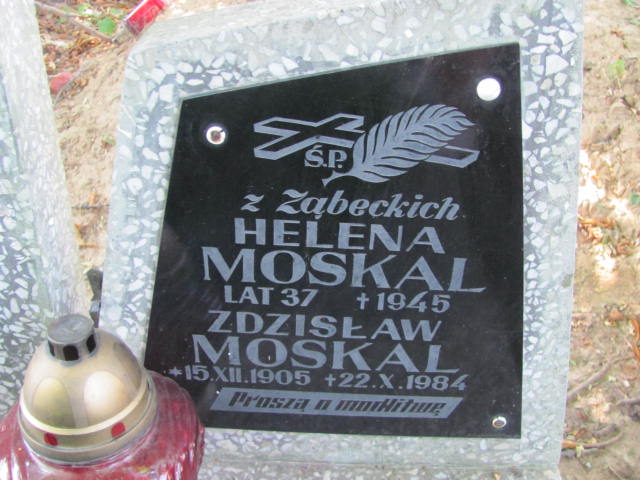 Ś.P.
z Ząbeckich
HELENA
MOSKAL
LAT 37 †1945
ZDZISŁAW
MOSKAL
*15.XII.1905 †22.X.1984
Proszą o modlitwę